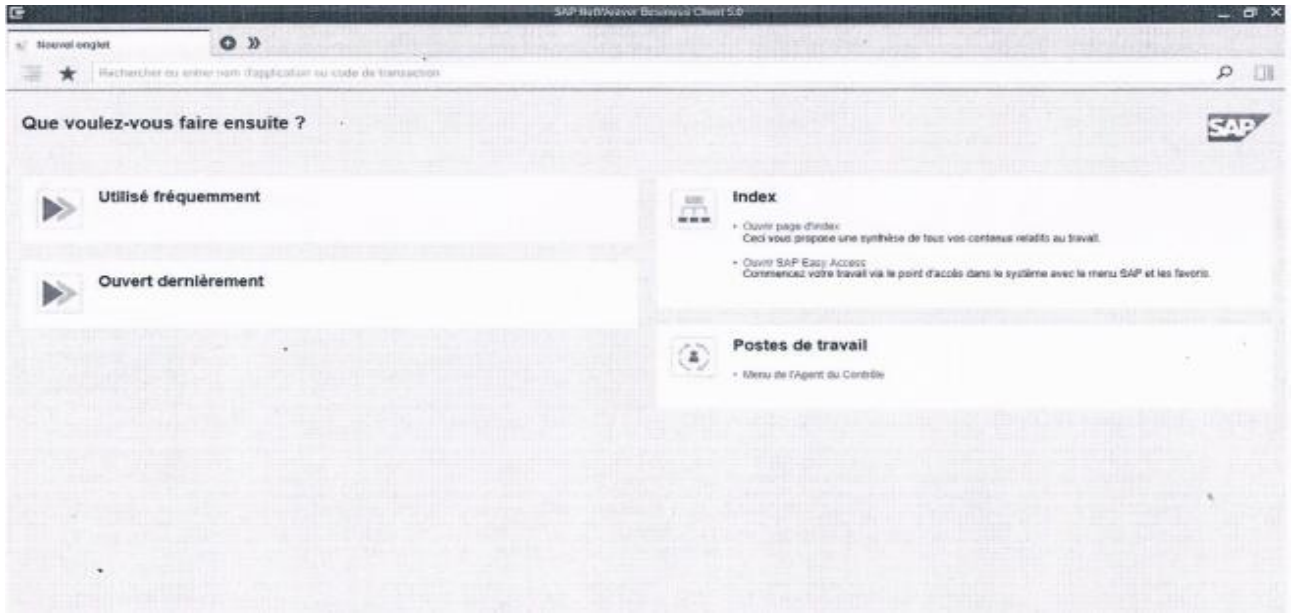 SAP NetWeaver Business Client 5.0
Nouvel onglet
Rechercher ou entrer nom d'application ou code de transaction
Que voulez-vous faire ensuite ?
SAP
Utilisé fréquemment
Ouvert dernièrement
Index
Ouvrir page d'index
Ceci vous propose une synthèse de tous vos contenus relatifs au travail.
Ouvrir SAP Easy Access
Commencez votre travail via le point d'accès dans le système avec le menu SAP et les favoris.
Postes de travail
Menu de l'Agent du Contrôle